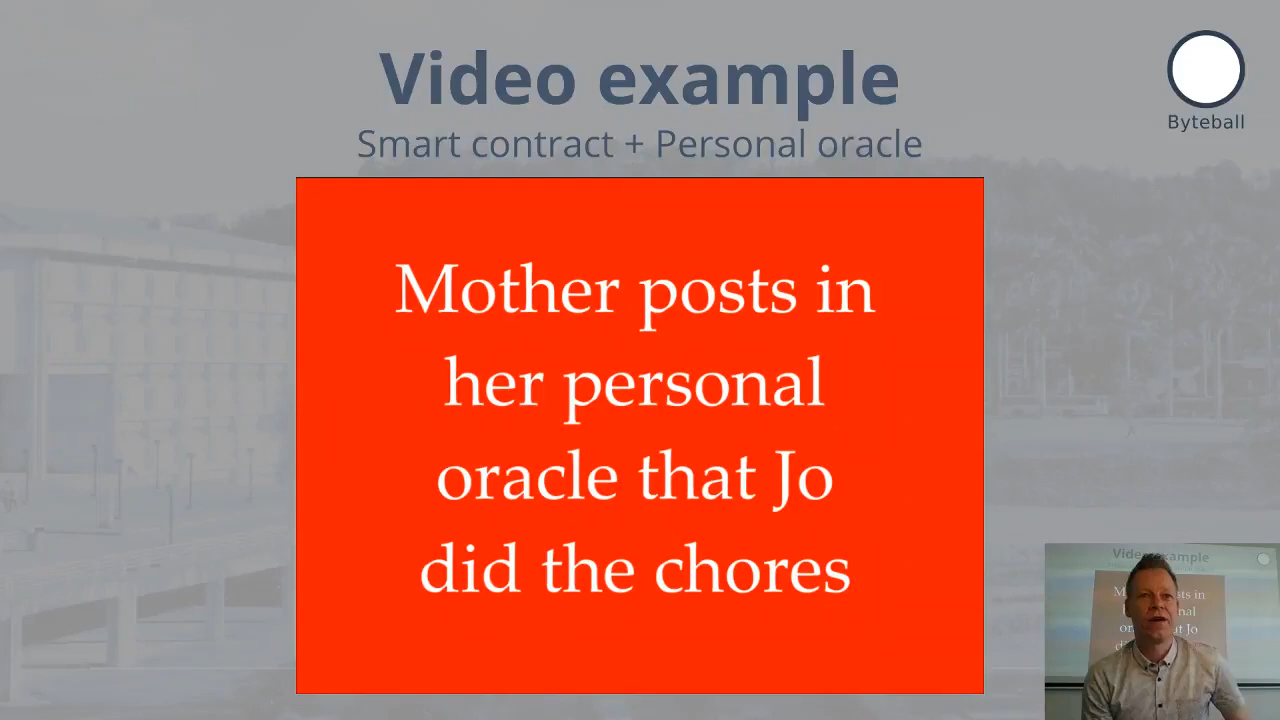 Video example
Smart contract + Personal oracle
Byteball
Mother posts in
her personal
oracle that Jo
did the chores